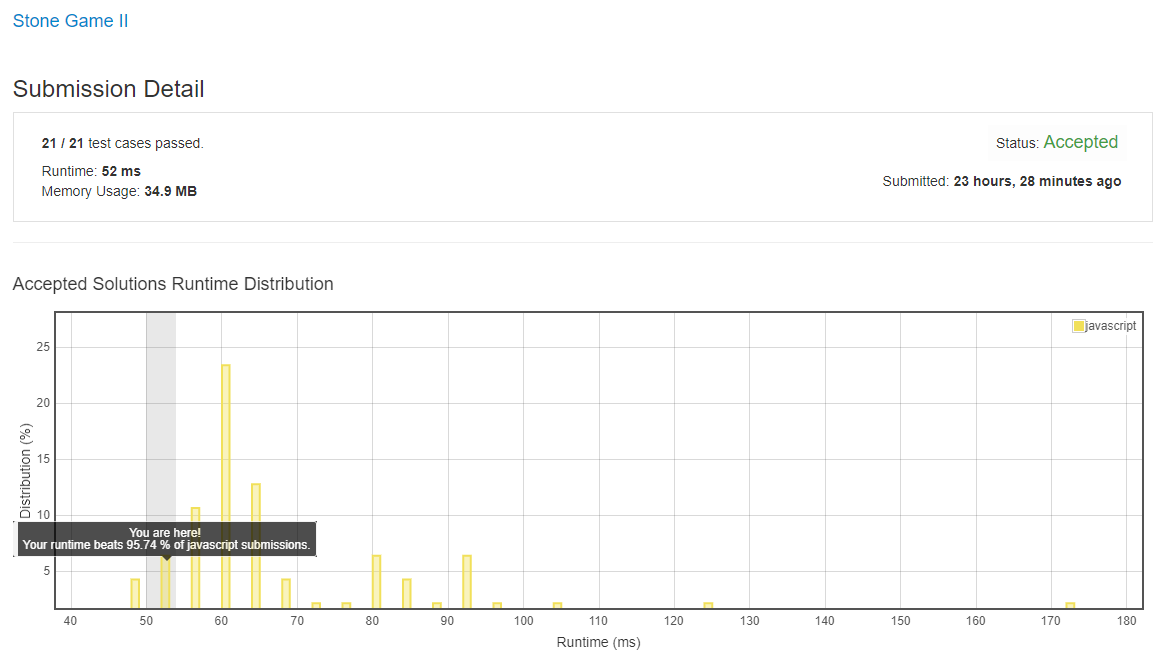 Stone Game II
Submission Detail
21 / 21 test cases passed.
Status: Accepted
Runtime: 52 ms
Memory Usage: 34.9 MB
Submitted: 23 hours, 28 minutes ago
Accepted Solutions Runtime Distribution
javascript
25
20
15
10
5
Distribution (%)
You are here!
Your runtime beats 95.74 % of javascript submissions.
40 50 60 70 80 90 100 110 120 130 140 150 160 170 180
Runtime (ms)